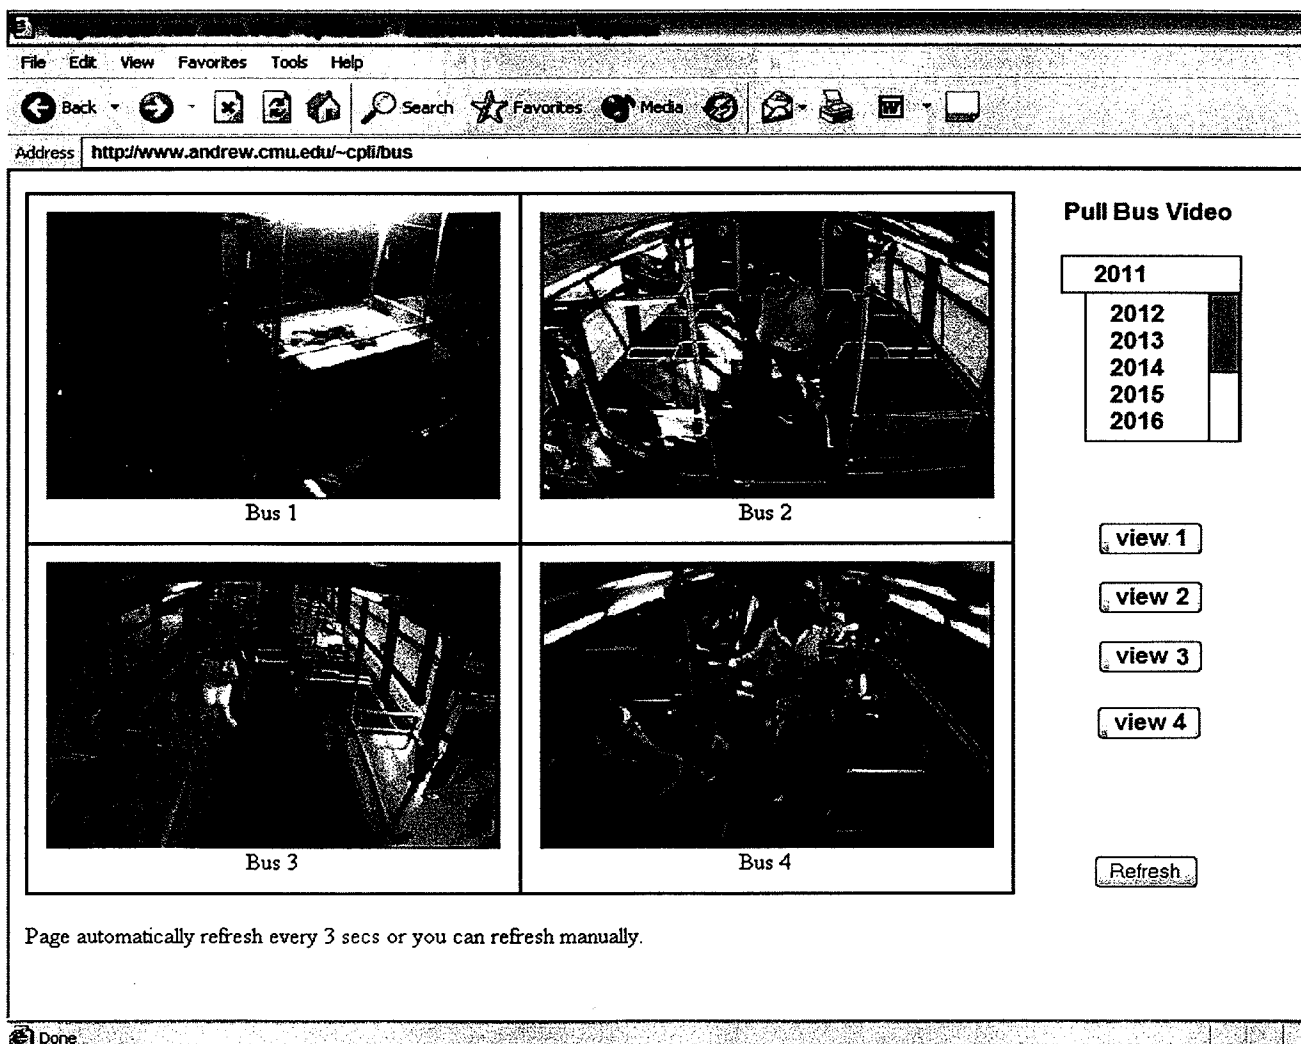 File Edit View Favorites Tools Help
Back Search Favorites Media
Address http://www.andrew.cmu.edu/~cpli/bus
Pull Bus Video
2011
2012
2013
2014
2015
2016
Bus 1
Bus 2
view 1
view 2
view 3
view 4
Bus 3
Bus 4
Refresh
Page automatically refresh every 3 secs or you can refresh manually.
Done